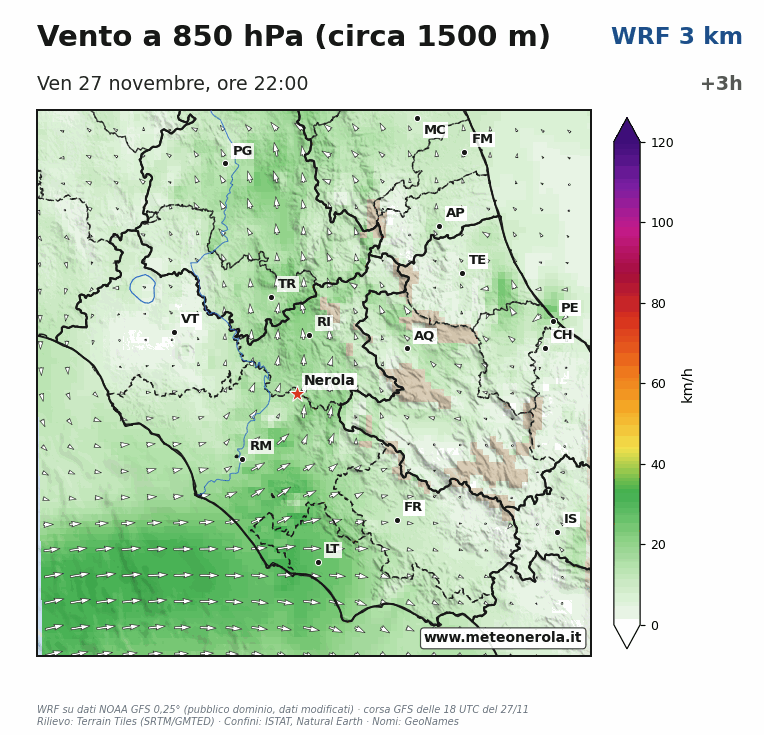 Vento a 850 hPa (circa 1500 m)
WRF 3 km
Ven 27 novembre, ore 22:00
+3h
MC
FM
PG
AP
TE
TR
PE
VT
RI
AQ
CH
Nerola
RM
FR
IS
LT
www.meteonerola.it
120
100
80
60
40
20
0
km/h
WRF su dati NOAA GFS 0,25° (pubblico dominio, dati modificati) · corsa GFS delle 18 UTC del 27/11
Rilievo: Terrain Tiles (SRTM/GMTED) · Confini: ISTAT, Natural Earth · Nomi: GeoNames